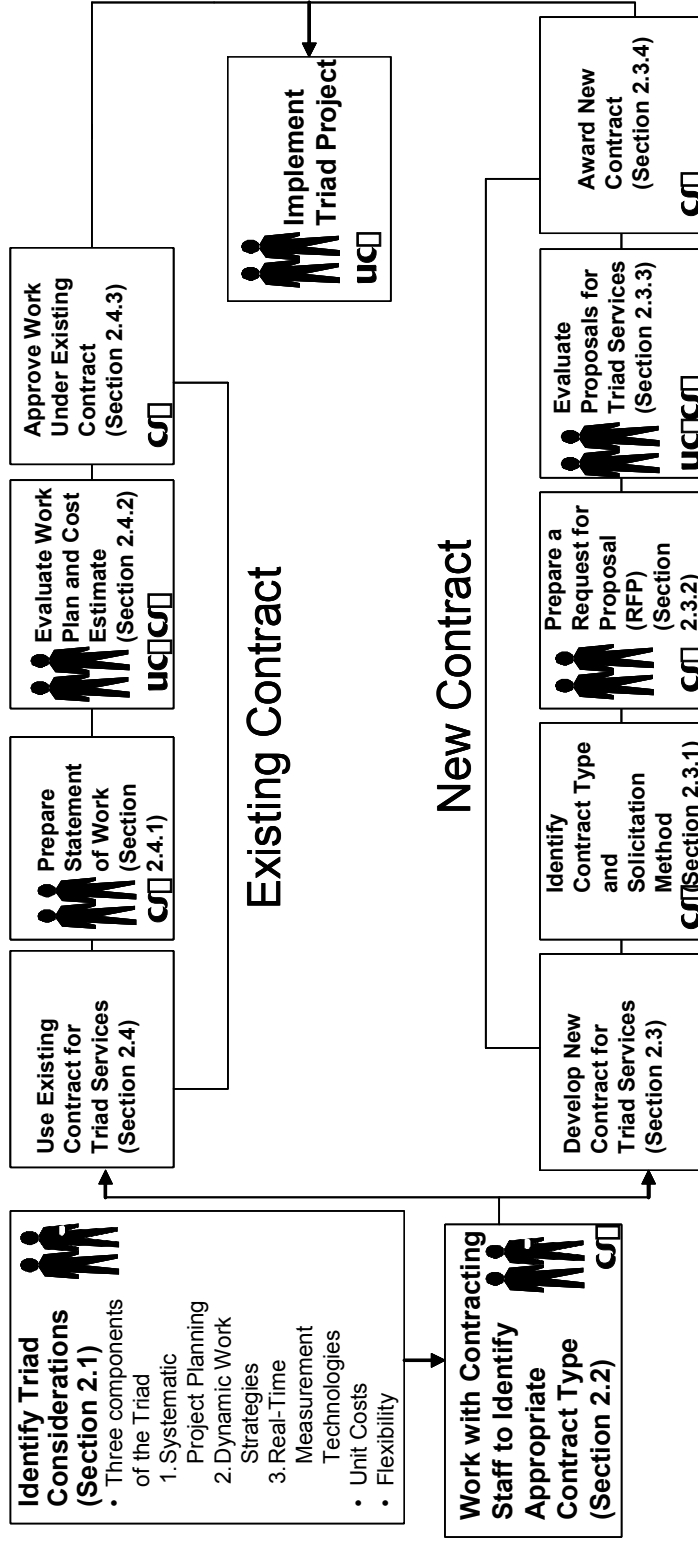 Identify Triad
Considerations
(Section 2.1)
• Three components
of the Triad
1.Systematic
Project Planning
2.Dynamic Work
Strategies
3.Real-Time
Measurement
Technologies
• Unit Costs
• Flexibility
Work with Contracting
Staff to Identify
Appropriate
Contract Type
(Section 2.2)
Use Existing
Contract for
Triad Services
(Section 2.4)
Prepare
Statement
of Work
(Section
2.4.1)
Evaluate Work
Plan and Cost
Estimate
(Section 2.4.2)
Approve Work
Under Existing
Contract
(Section 2.4.3)
Existing Contract
Implement
Triad Project
New Contract
Develop New
Contract for
Triad Services
(Section 2.3)
Identify
Contract Type
and
Solicitation
Method
(Section 2.3.1)
Prepare a
Request for
Proposal
(RFP)
(Section
2.3.2)
Evaluate
Proposals for
Triad Services
(Section 2.3.3)
Award New
Contract
(Section 2.3.4)